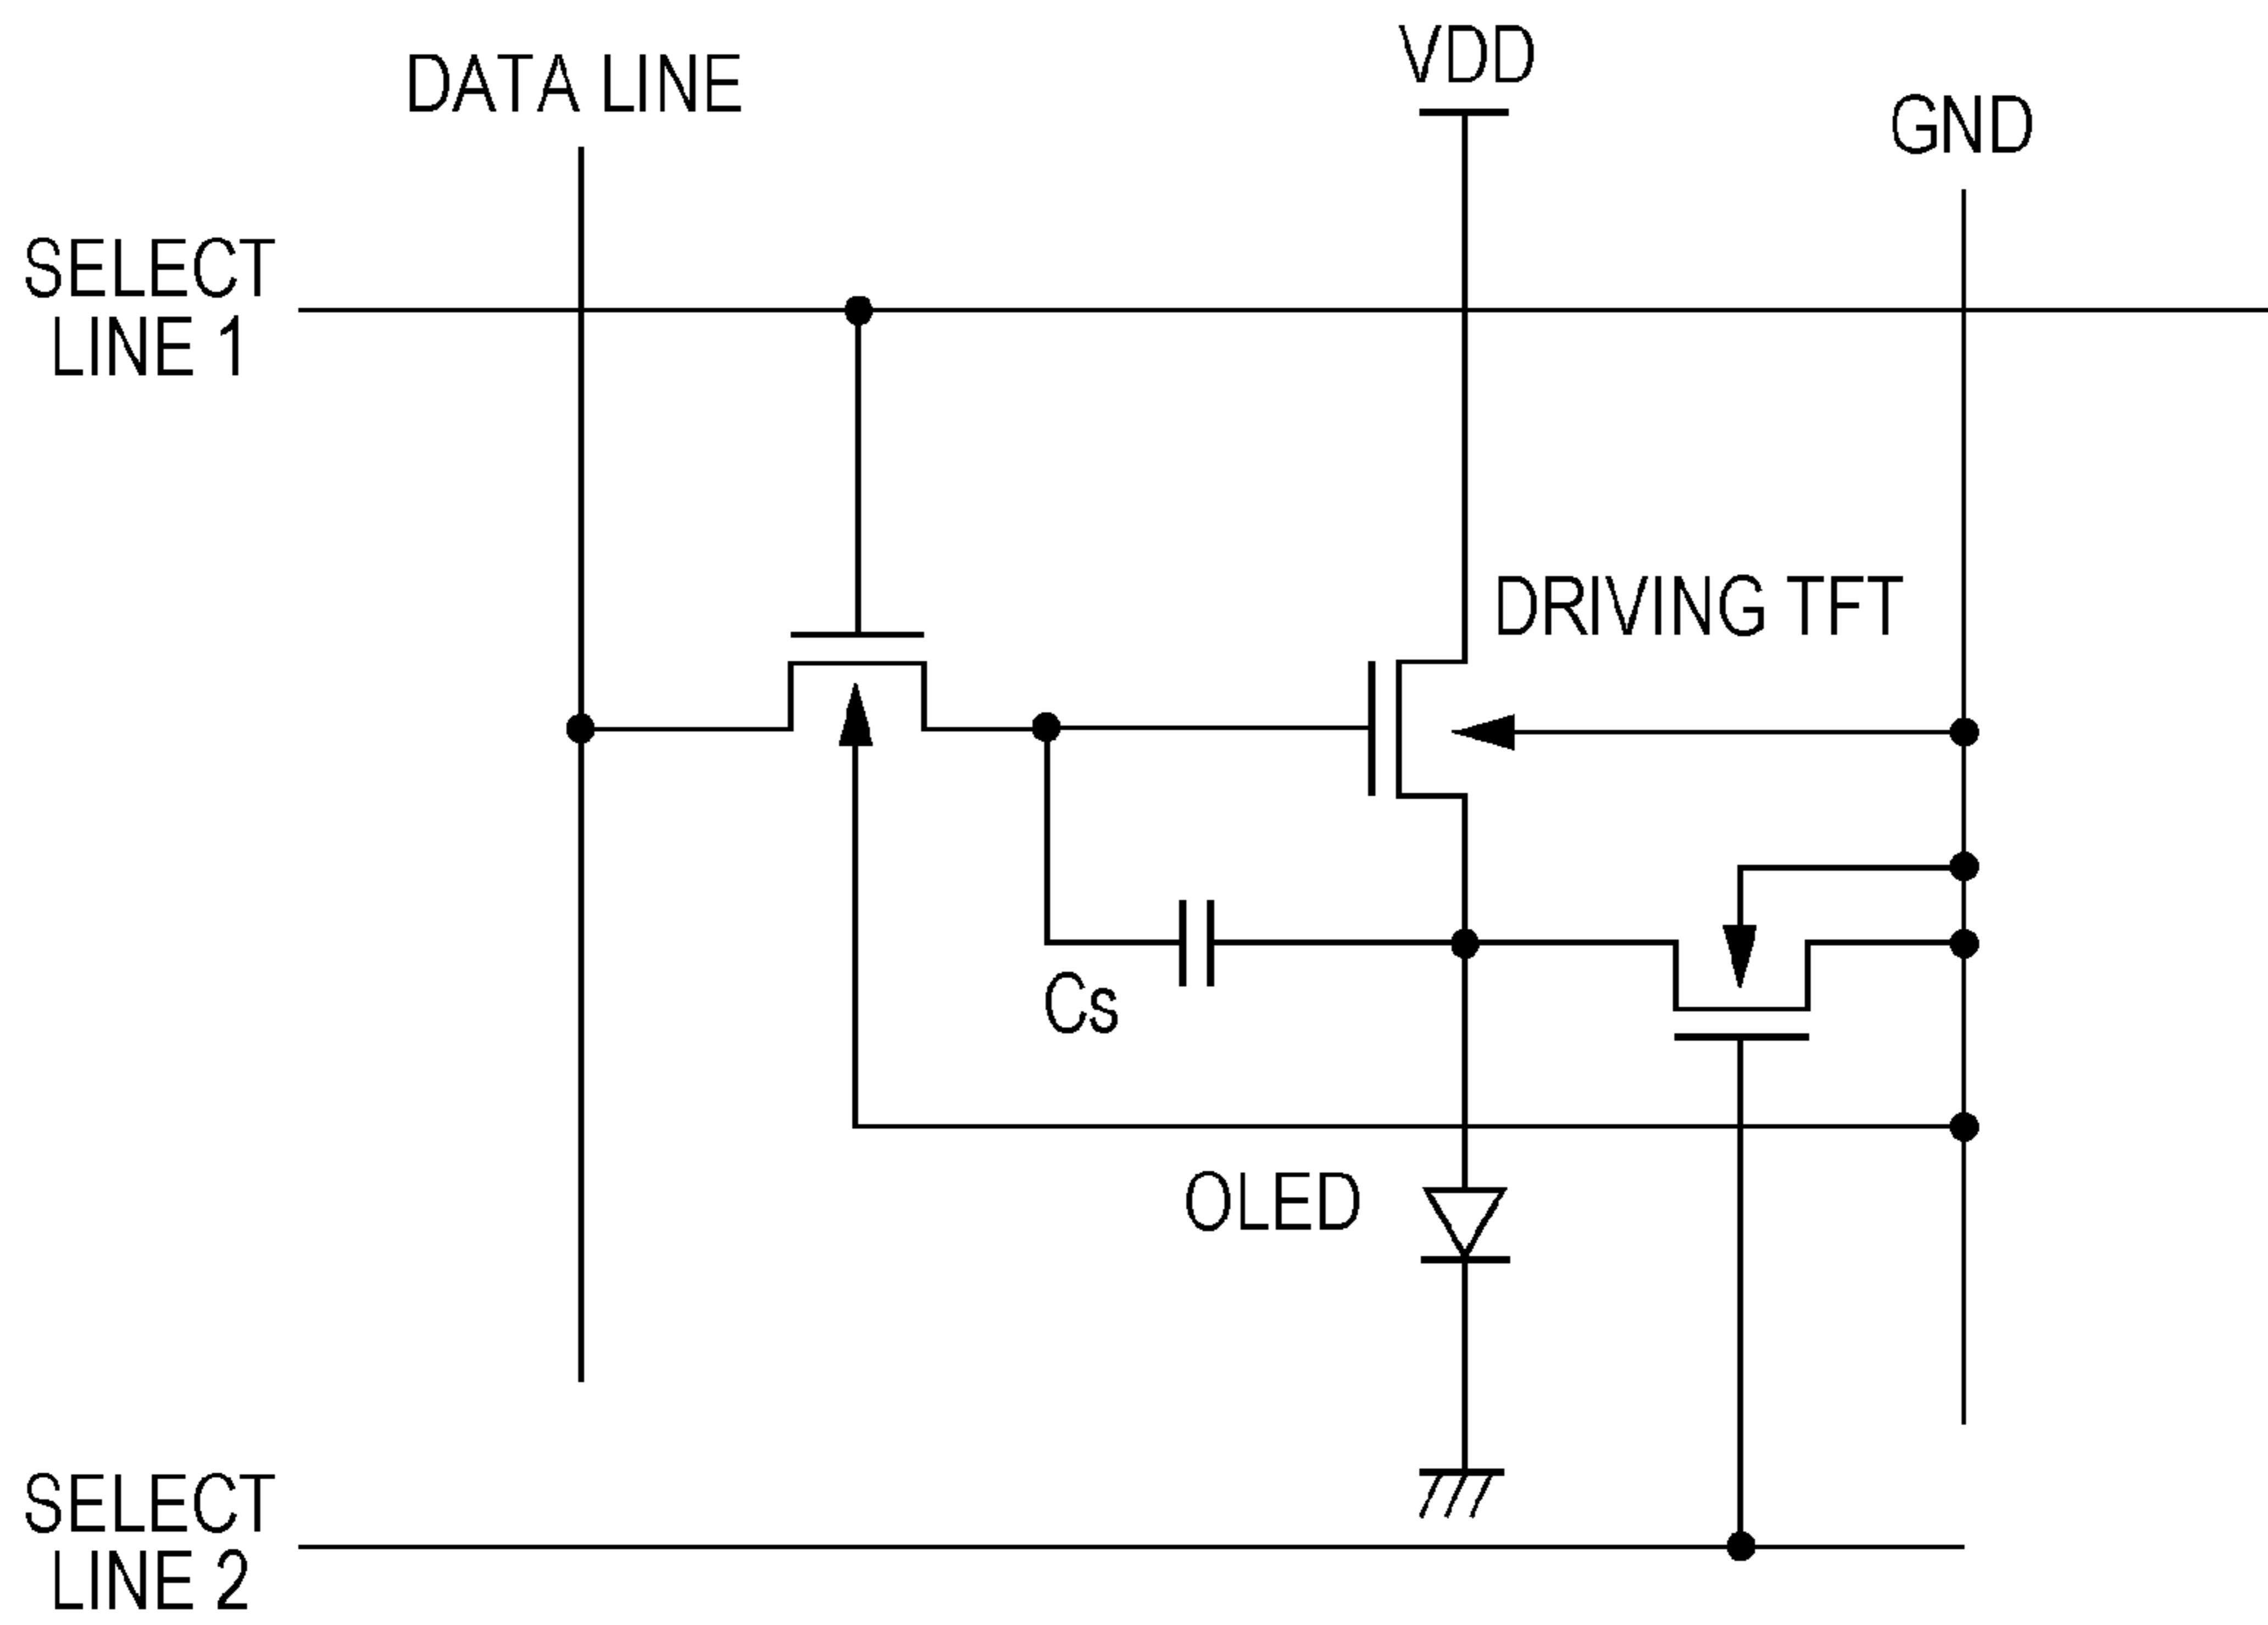 VDD
DATA LINE
GND
SELECT
LINE 1
DRIVING TFT
Cs
OLED
SELECT
LINE 2